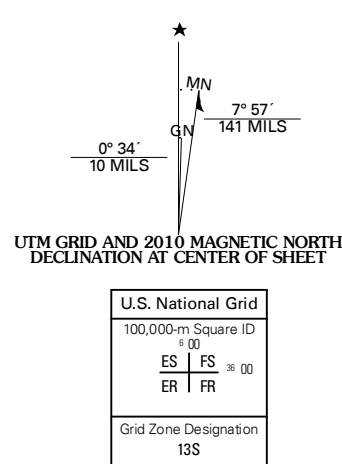 ★
MN
7° 57´
141 MILS
GN
0° 34´
10 MILS
UTM GRID AND 2010 MAGNETIC NORTH
DECLINATION AT CENTER OF SHEET
U.S. National Grid
100,000-m Square ID
6 00
ES FS
36 00
ER FR
Grid Zone Designation
13S